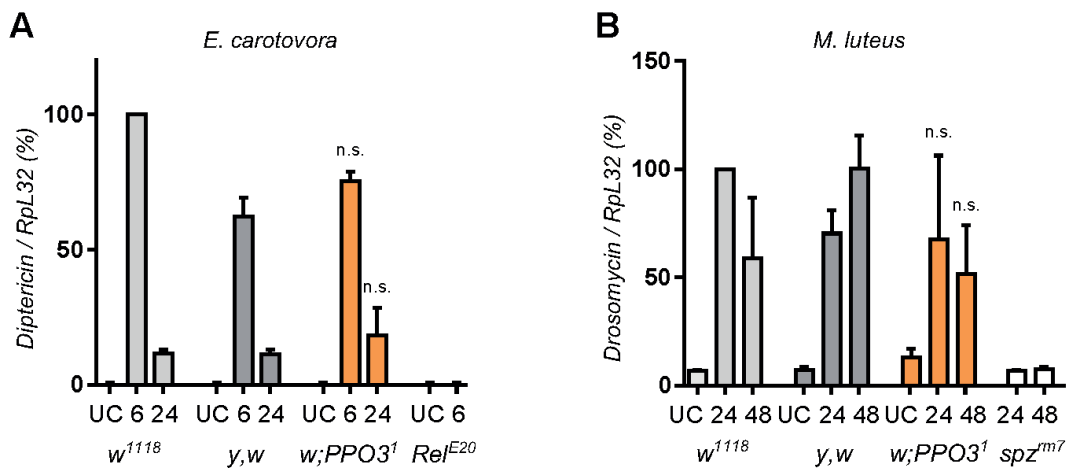 A
E. carotovora
Diptericin / RpL32 (%)
100
50
0
n.s.
n.s.
UC 6 24 UC 6 24 UC 6 24 UC 6
w1118 y,w w;PPO3¹ RelE20
B
M. luteus
Drosomycin / RpL32 (%)
150
100
50
0
n.s.
n.s.
UC 24 48 UC 24 48 UC 24 48 24 48
w1118 y,w w;PPO3¹ spzrm7